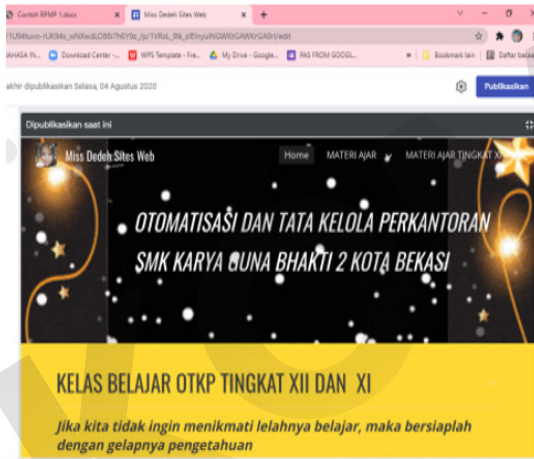 Contoh RPMP 1.docx
Miss Dedeh Sites Web
Download Center -...
WPS Template - Fre...
My Drive - Google...
PAS FROM GOOGL...
Bookmark lain
Daftar bacaan
akhir dipublikasikan Selasa, 04 Agustus 2020
Publikasikan
Dipublikasikan saat ini
Miss Dedeh Sites Web
Home MATERI AJAR MATERI AJAR TINGKAT X
OTOMATISASI DAN TATA KELOLA PERKANTORAN
SMK KARYA GUNA BHAKTI 2 KOTA BEKASI
KELAS BELAJAR OTKP TINGKAT XII DAN XI
Jika kita tidak ingin menikmati lelahnya belajar, maka bersiaplah
dengan gelapnya pengetahuan